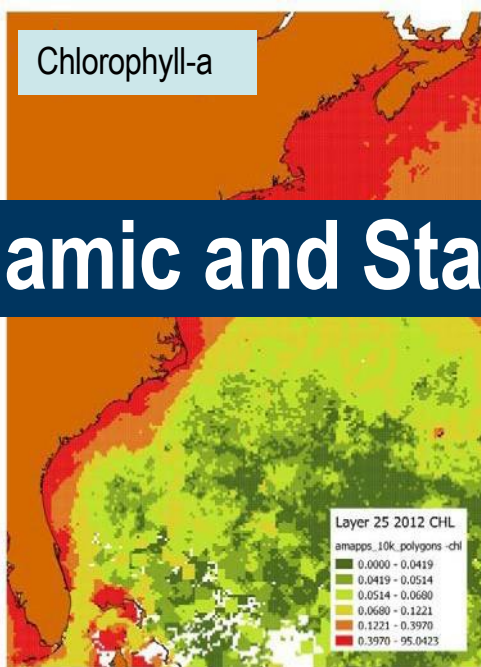 Chlorophyll-a
amic and Sta
Layer 25 2012 CHL
amapps_10k_polygons -chl
0.0000 - 0.0419
0.0419 - 0.0514
0.0514 - 0.0680
0.0680 - 0.1221
0.1221 - 0.3970
0.3970 - 95.0423